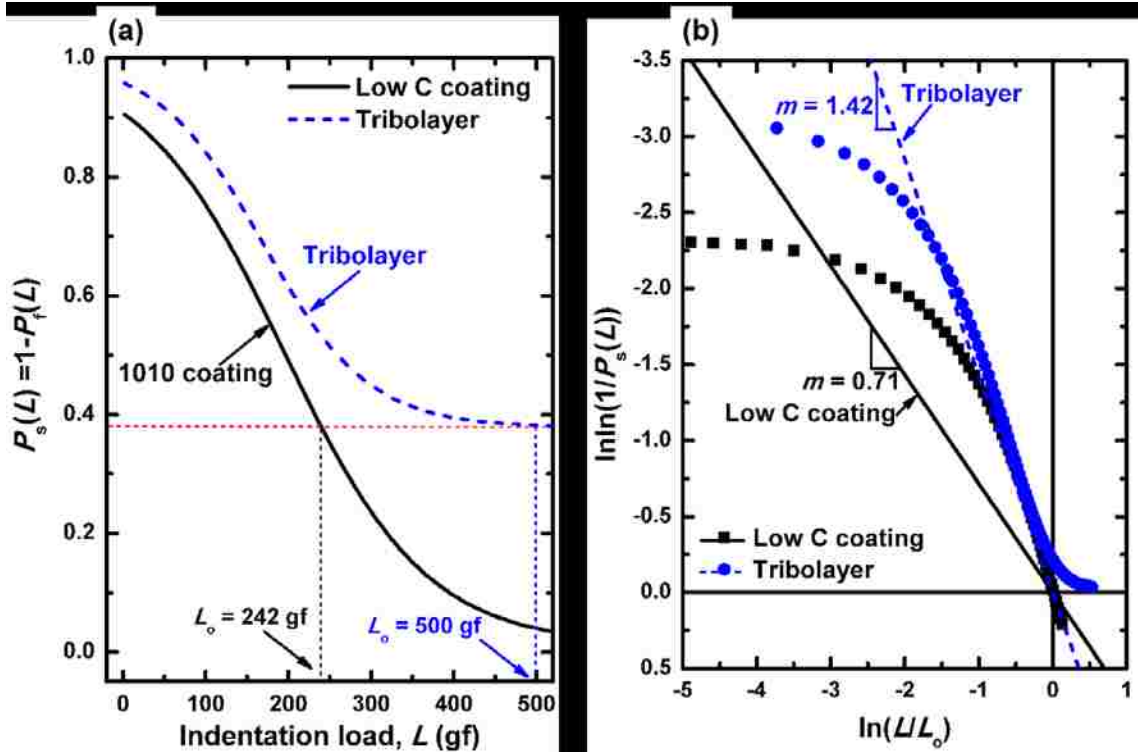 (a)
1.0
0.8
0.6
0.4
0.2
0.0
P_s(L) =1-P_f(L)
Low C coating
Tribolayer
Tribolayer
1010 coating
L_o = 242 gf
L_o = 500 gf
0 100 200 300 400 500
Indentation load, L (gf)
(b)
-3.5
-3.0
-2.5
-2.0
-1.5
-1.0
-0.5
0.0
0.5
lnln(1/P_s(L))
m = 1.42
Tribolayer
m = 0.71
Low C coating
Low C coating
Tribolayer
-5 -4 -3 -2 -1 0 1
ln(L/L_o)